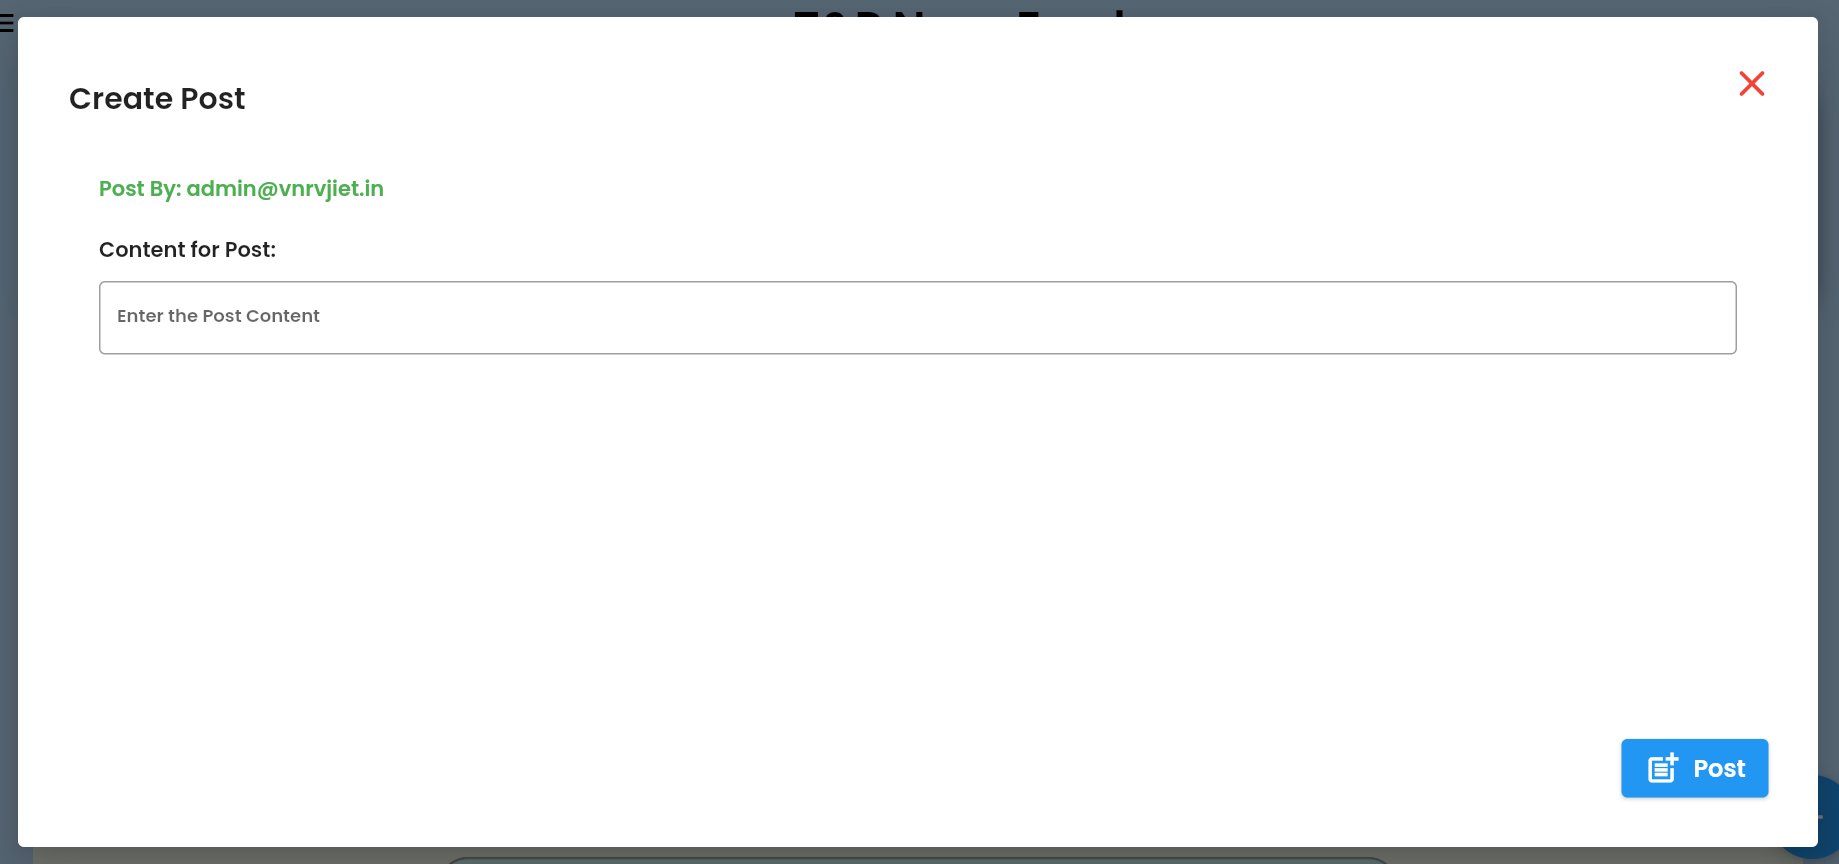 Create Post
Post By: admin@vnrvjiet.in
Content for Post:
Enter the Post Content
Post